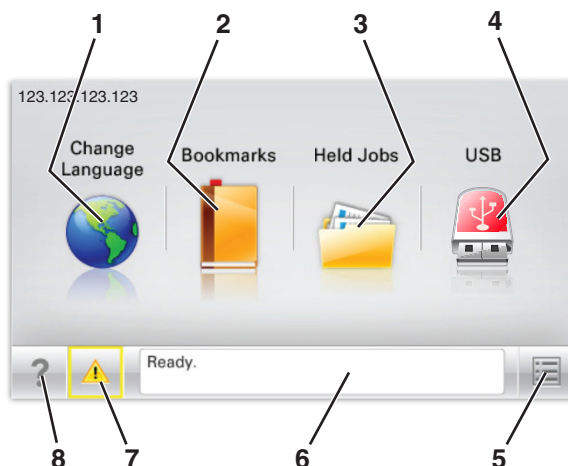 1 2 3 4
123.123.123.123
Change
Language
Bookmarks
Held Jobs
USB
?
Ready.
8 7 6 5